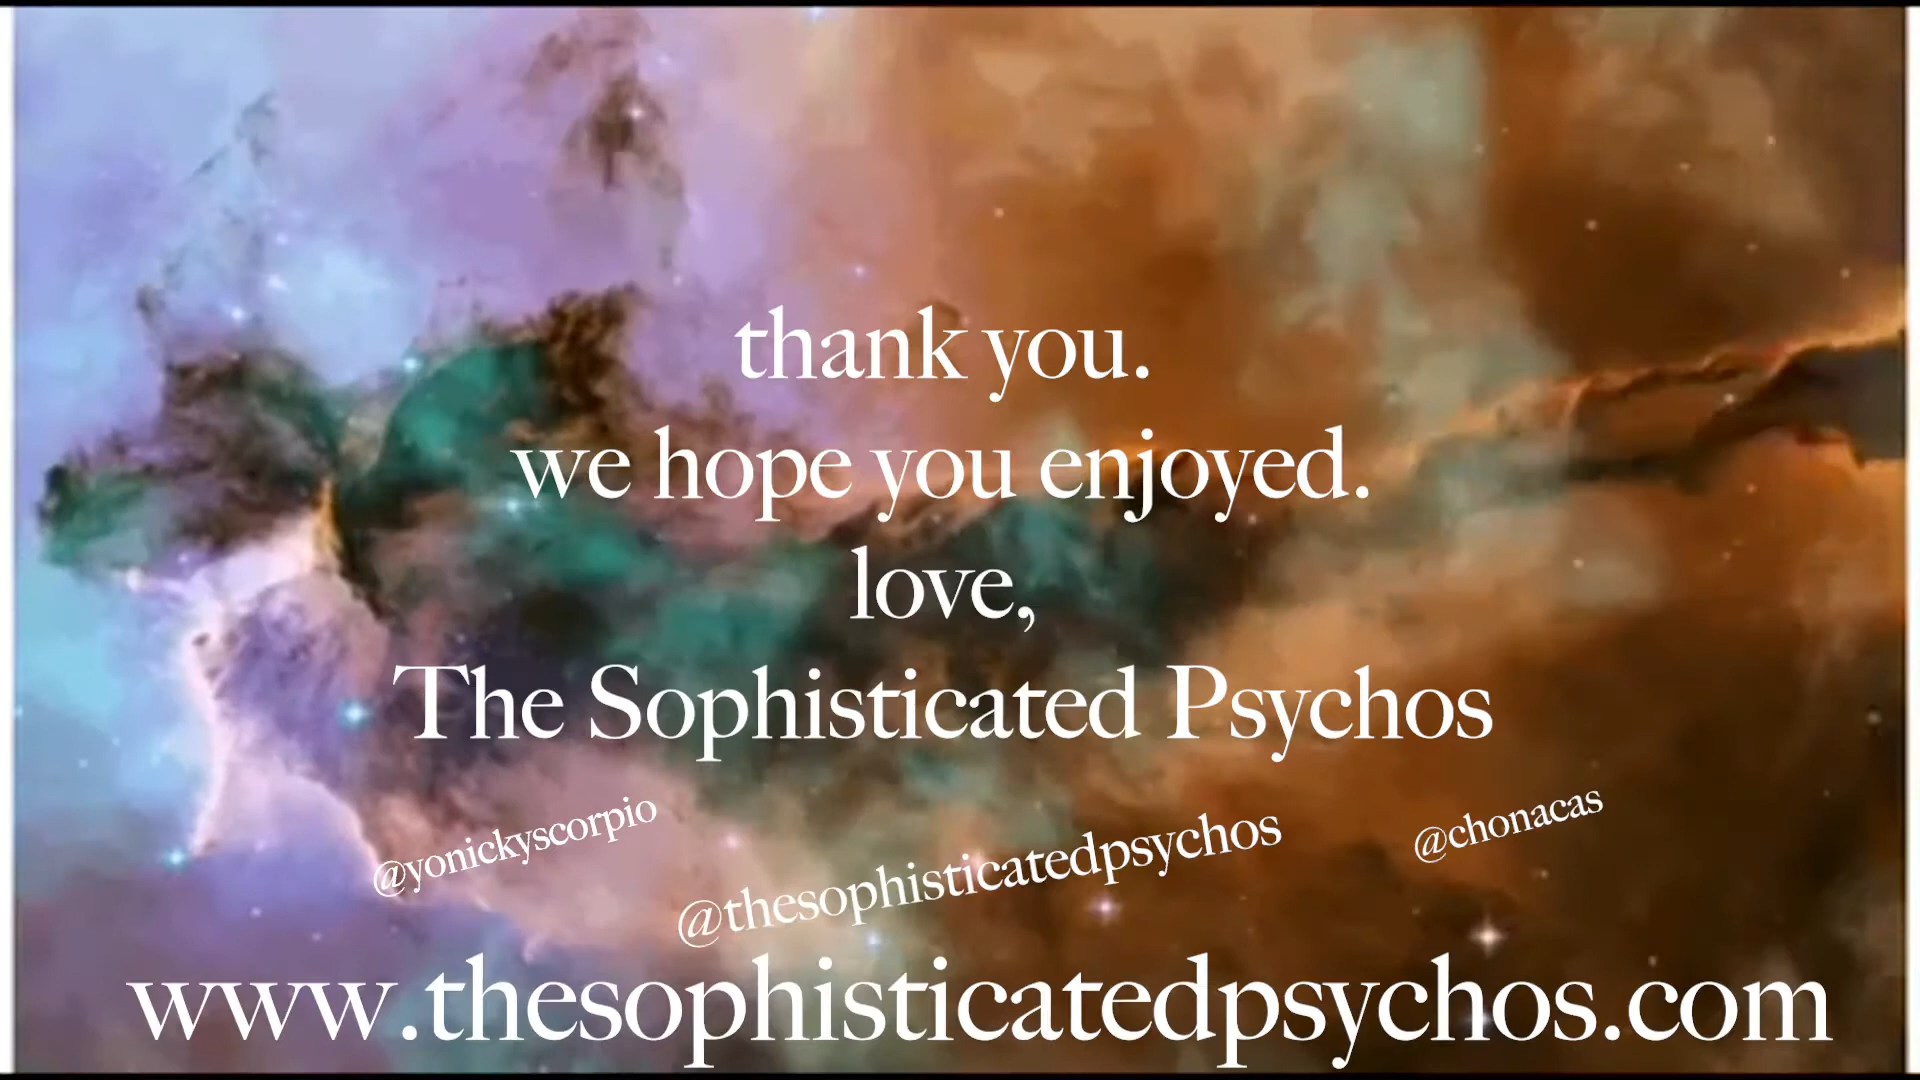 thank you.
we hope you enjoyed.
love,
The Sophisticated Psychos
@yonickyscorpio
@thesophisticatedpsychos
@chonacas
www.thesophisticatedpsychos.com